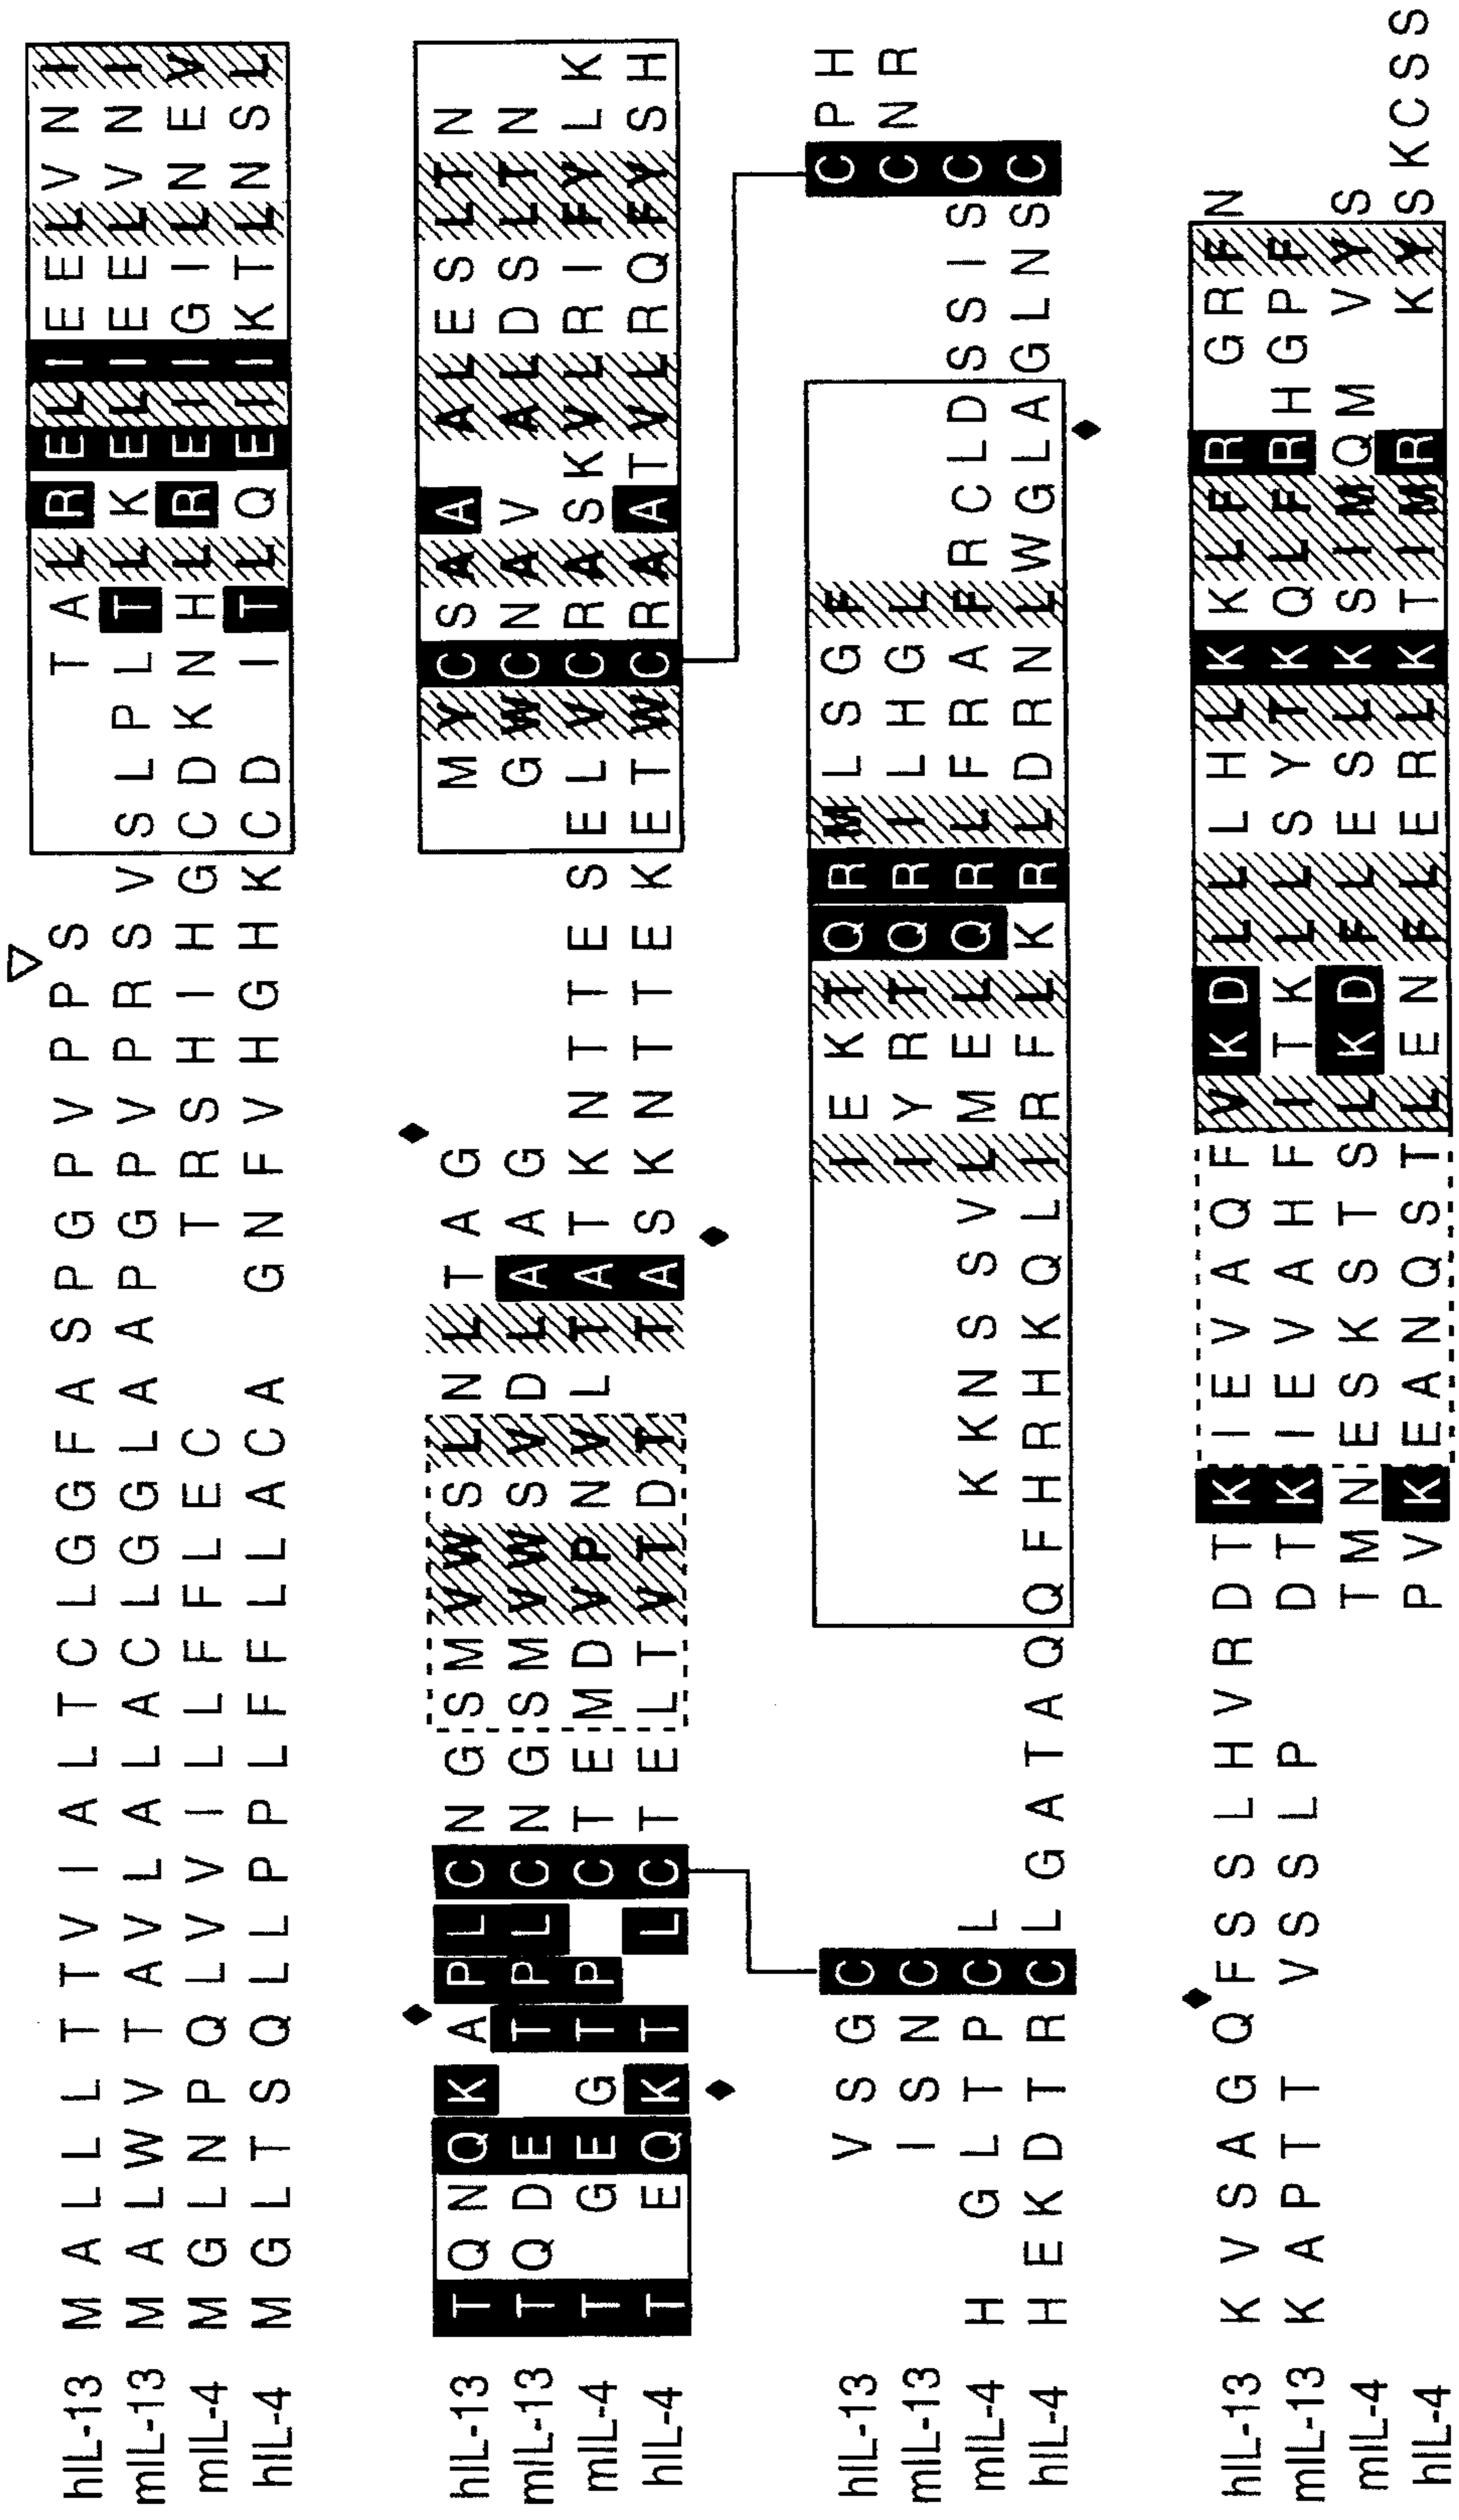 hIL-13 M A L L L T T V I A L T C L G G F A S P G P V P P S T A L R E L I E E L V N I
mIL-13 M A L W V T A V L A L A C L G G L A A P G P V P R S V S L P L T L K E L I E E L V N I
mIL-4 M G L N P Q L V V I L L F F L E C T R S H I H G C D K N H L R E I I G I L N E V
hIL-4 M G L T S Q L L P P L F F L L A C A G N F V H G H K C D I T L Q E I I K T L N S L
hIL-13 T Q N Q K A P L C N G S M V W S L N L T A G M Y C S A A A L E S L T N
mIL-13 T Q D E T P L C N G S M V W S V D L A A G G W C N A V A L D S L T N
mIL-4 T G E G T P C T E M D V P N V L T A T K N T T E S E L V C R A S K V L R I F Y L K
hIL-4 T E Q K T L C T E L T V T D I T A S K N T T E K E T W C R A A T V L R Q F Y S H
hIL-13 V S G C I E K T Q R M L S G F C P H
mIL-13 I S N C I Y R T Q R I L H G L C N R
mIL-4 H G L T P C L K K N S S V L M E L Q R L F R A F R C L D S S I S C
hIL-4 H E K D T R C L G A T A Q Q F H R H K Q L I R F L K R L D R N L W G L A G L N S C
hIL-13 K V S A G Q F S S L H V R D T K I E V A Q F V K D L L L H L K K L F R G R F N
mIL-13 K A P T T V S S L P D T K I E V A H F I T K L L S Y T K Q L F R H G P F
mIL-4 T M N E S K S T S L K D F L E S L K S I M Q M V Y S
hIL-4 P V K E A N Q S T L E N F L E R L K T I M R K Y S K C S S